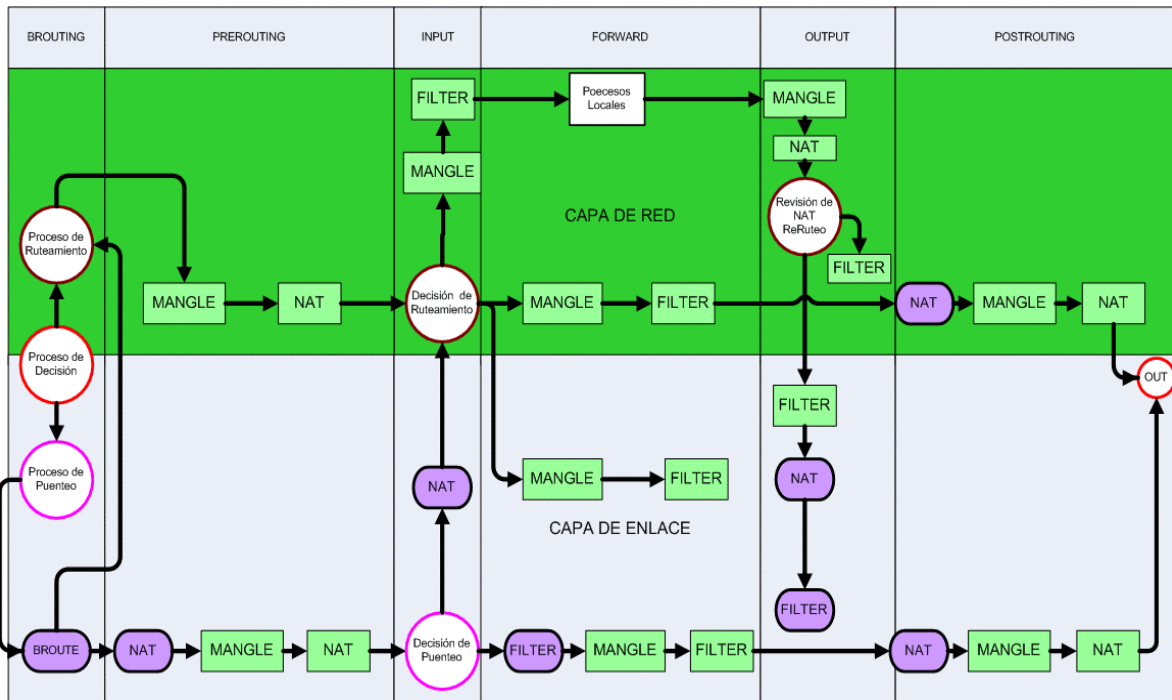 BROUTING
PREROUTING
INPUT
FORWARD
OUTPUT
POSTROUTING
FILTER
Poecesos
Locales
MANGLE
NAT
MANGLE
Revisión de
NAT
ReRuteo
CAPA DE RED
FILTER
Proceso de
Ruteamiento
MANGLE
NAT
Decisión de
Ruteamiento
MANGLE
FILTER
NAT
MANGLE
NAT
Proceso de
Decisión
OUT
FILTER
Proceso de
Puenteo
NAT
MANGLE
FILTER
NAT
CAPA DE ENLACE
FILTER
BROUTE
NAT
MANGLE
NAT
Decisión de
Puenteo
FILTER
MANGLE
FILTER
NAT
MANGLE
NAT